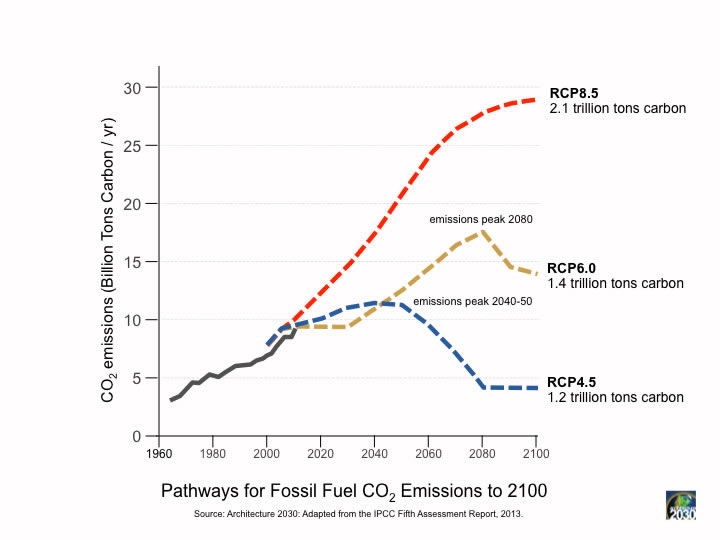 30
25
20
15
10
5
0
CO2 emissions (Billion Tons Carbon / yr)
RCP8.5
2.1 trillion tons carbon
emissions peak 2080
RCP6.0
1.4 trillion tons carbon
emissions peak 2040-50
RCP4.5
1.2 trillion tons carbon
1960 1980 2000 2020 2040 2060 2080 2100
Pathways for Fossil Fuel CO2 Emissions to 2100
Source: Architecture 2030: Adapted from the IPCC Fifth Assessment Report, 2013.
2030